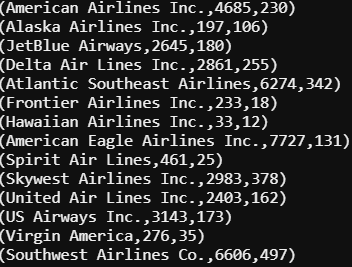 (American Airlines Inc.,4685,230)
(Alaska Airlines Inc.,197,106)
(JetBlue Airways,2645,180)
(Delta Air Lines Inc.,2861,255)
(Atlantic Southeast Airlines,6274,342)
(Frontier Airlines Inc.,233,18)
(Hawaiian Airlines Inc.,33,12)
(American Eagle Airlines Inc.,7727,131)
(Spirit Air Lines,461,25)
(Skywest Airlines Inc.,2983,378)
(United Air Lines Inc.,2403,162)
(US Airways Inc.,3143,173)
(Virgin America,276,35)
(Southwest Airlines Co.,6606,497)